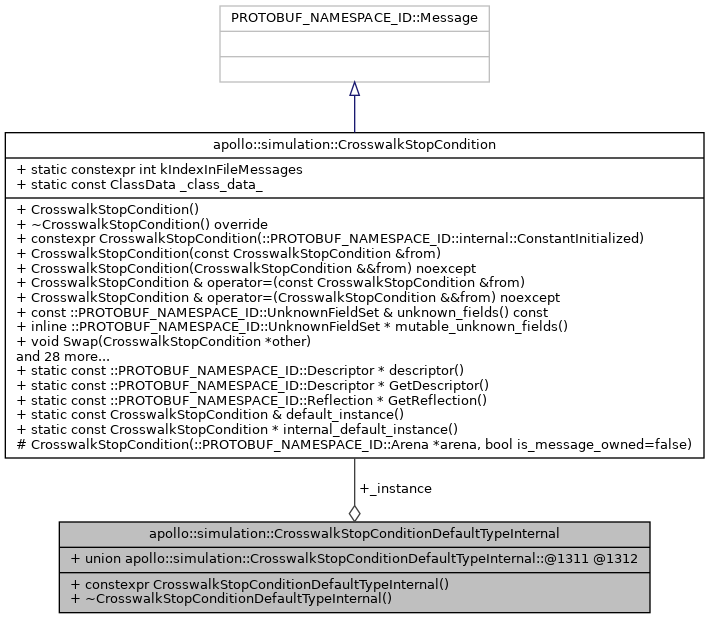 PROTOBUF_NAMESPACE_ID::Message
apollo::simulation::CrosswalkStopCondition
+ static constexpr int kIndexInFileMessages
+ static const ClassData _class_data_
+ CrosswalkStopCondition()
+ ~CrosswalkStopCondition() override
+ constexpr CrosswalkStopCondition(::PROTOBUF_NAMESPACE_ID::internal::ConstantInitialized)
+ CrosswalkStopCondition(const CrosswalkStopCondition &from)
+ CrosswalkStopCondition(CrosswalkStopCondition &&from) noexcept
+ CrosswalkStopCondition & operator=(const CrosswalkStopCondition &from)
+ CrosswalkStopCondition & operator=(CrosswalkStopCondition &&from) noexcept
+ const ::PROTOBUF_NAMESPACE_ID::UnknownFieldSet & unknown_fields() const
+ inline ::PROTOBUF_NAMESPACE_ID::UnknownFieldSet * mutable_unknown_fields()
+ void Swap(CrosswalkStopCondition *other)
and 28 more...
+ static const ::PROTOBUF_NAMESPACE_ID::Descriptor * descriptor()
+ static const ::PROTOBUF_NAMESPACE_ID::Descriptor * GetDescriptor()
+ static const ::PROTOBUF_NAMESPACE_ID::Reflection * GetReflection()
+ static const CrosswalkStopCondition & default_instance()
+ static const CrosswalkStopCondition * internal_default_instance()
# CrosswalkStopCondition(::PROTOBUF_NAMESPACE_ID::Arena *arena, bool is_message_owned=false)
+_instance
apollo::simulation::CrosswalkStopConditionDefaultTypeInternal
+ union apollo::simulation::CrosswalkStopConditionDefaultTypeInternal::@1311 @1312
+ constexpr CrosswalkStopConditionDefaultTypeInternal()
+ ~CrosswalkStopConditionDefaultTypeInternal()